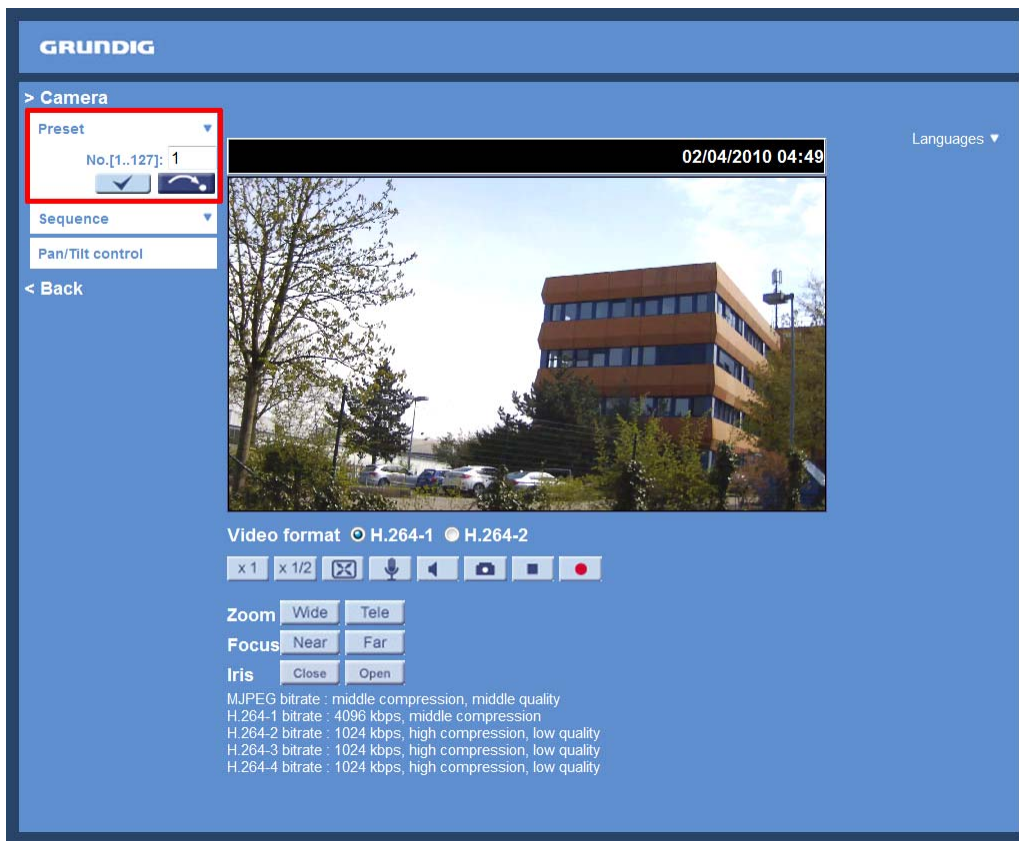 GRUNDIG
> Camera
Preset ▼
No.[1..127]: 1
Sequence ▼
Pan/Tilt control
< Back
Languages ▼
02/04/2010 04:49
Video format H.264-1 H.264-2
x 1 x 1/2
Zoom Wide Tele
Focus Near Far
Iris Close Open
MJPEG bitrate : middle compression, middle quality
H.264-1 bitrate : 4096 kbps, middle compression
H.264-2 bitrate : 1024 kbps, high compression, low quality
H.264-3 bitrate : 1024 kbps, high compression, low quality
H.264-4 bitrate : 1024 kbps, high compression, low quality